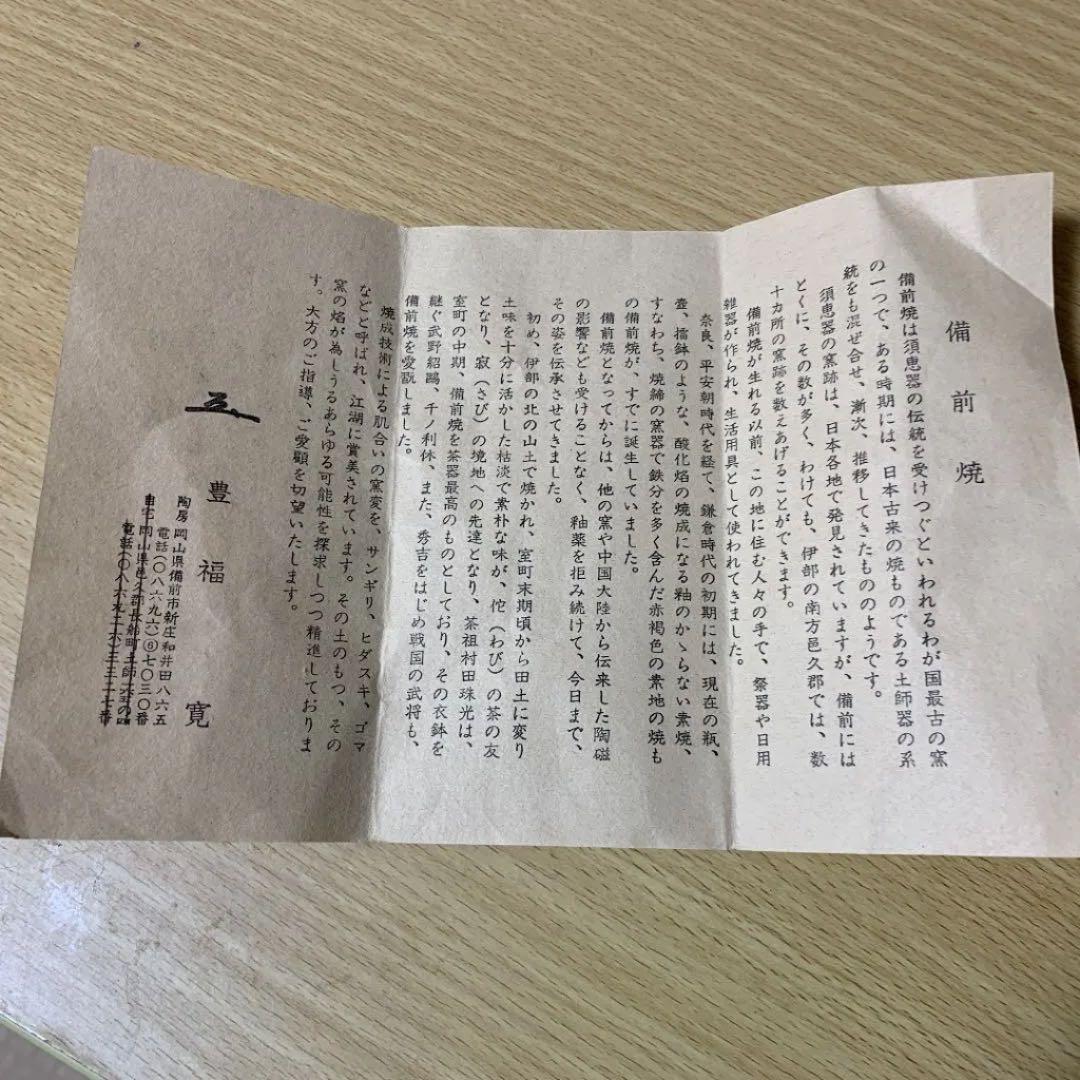 備前焼
備前焼は須恵器の伝統を受けつぐといわれるわが国最古の窯
の一つで、ある時期には、日本古来の焼ものである土師器の系
統をも混ぜ合せ、漸次、推移してきたもののようです。
須恵器の窯跡は、日本各地で発見されていますが、備前には
とくに、その数が多く、わけても、伊部の南方邑久郡では、数
十カ所の窯跡を数えあげることができます。
備前焼が生れる以前、この地に住む人々の手で、祭器や日用
雑器が作られ、生活用具として使われてきました。
奈良、平安朝時代を経て、鎌倉時代の初期には、現在の瓶、
壺、擂鉢のような、酸化焰の焼成になる釉のかゝらない素焼、
すなわち、焼締の窯器で鉄分を多く含んだ赤褐色の素地の焼も
の備前焼が、すでに誕生していました。
備前焼となってからは、他の窯や中国大陸から伝来した陶磁
の影響なども受けることなく、釉薬を拒み続けて、今日まで、
その姿を伝承させてきました。
初め、伊部の北の山土で焼かれ、室町末期頃から田土に変り
土味を十分に活かした枯淡で素朴な味が、侘（わび）の茶の友
となり、寂（さび）の境地への先達となり、茶祖村田珠光は、
室町の中期、備前焼を茶器最高のものとしており、その衣鉢を
継ぐ武野紹鷗、千ノ利休、また、秀吉をはじめ戦国の武将も、
備前焼を愛翫しました。
焼成技術による肌合いの窯変を、サンギリ、ヒダスキ、ゴマ
などと呼ばれ、江湖に賞美されています。その土のもつ、その
窯の焰が為しうるあらゆる可能性を探求しつつ精進しておりま
す。大方のご指導、ご愛顧を切望いたします。
豊福寛
陶房 岡山県備前市新庄和井田八六五
電話（〇八六九六）⑥七〇三〇番
自宅 岡山県邑久郡長船町土師